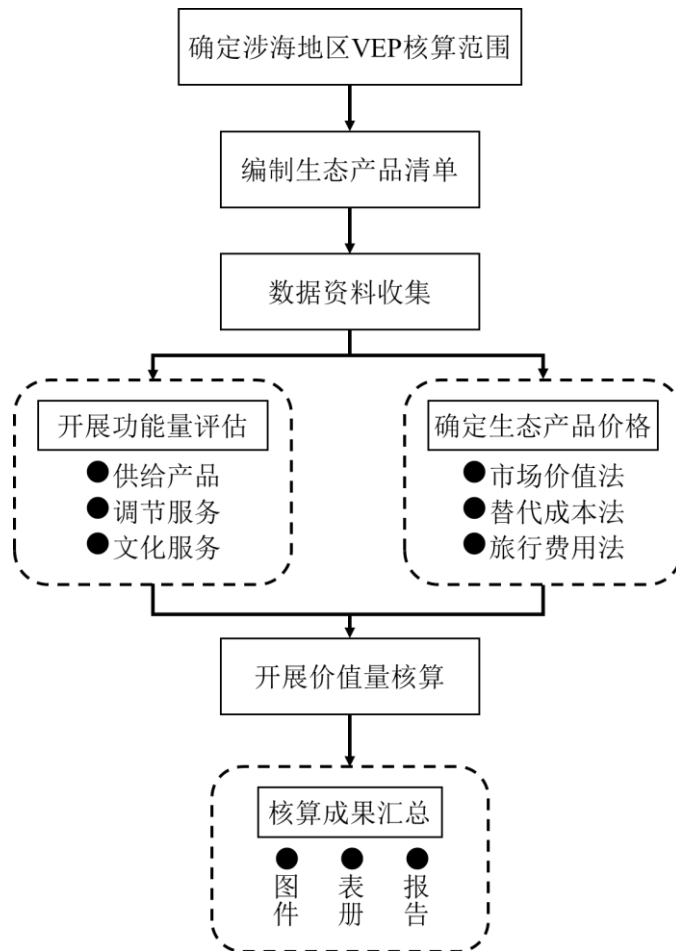 确定涉海地区VEP核算范围
编制生态产品清单
数据资料收集
开展功能量评估
●供给产品
●调节服务
●文化服务
确定生态产品价格
●市场价值法
●替代成本法
●旅行费用法
开展价值量核算
核算成果汇总
●图件
●表册
●报告